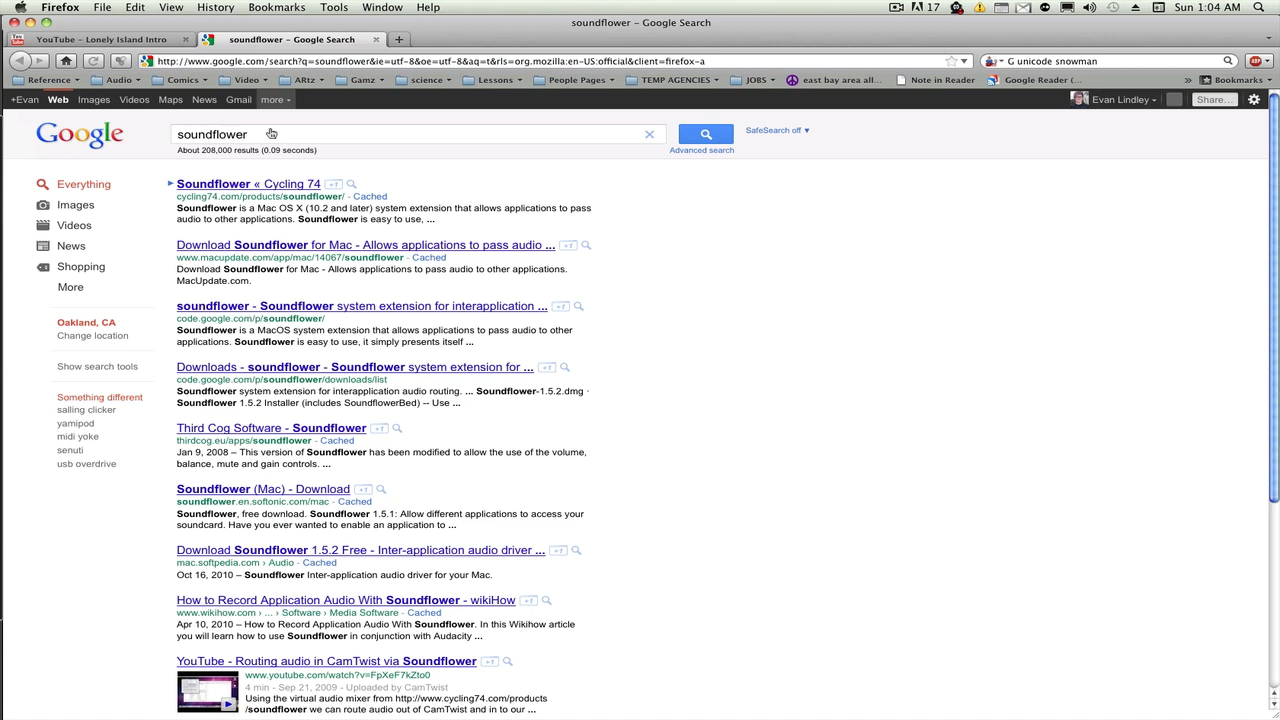 Firefox File Edit View History Bookmarks Tools Window Help 17 Sun 1:04 AM
soundflower – Google Search
YouTube - Lonely Island Intro soundflower – Google Search
http://www.google.com/search?q=soundflower&ie=utf-8&oe=utf-8&aq=t&rls=org.mozilla:en-US:official&client=firefox-a G unicode snowman ABP
Reference Audio Comics Video ARtz Gamz science Lessons People Pages TEMP AGENCIES JOBS east bay area all... Note in Reader Google Reader (... » Bookmarks
+Evan Web Images Videos Maps News Gmail more Evan Lindley Share...
Google soundflower SafeSearch off ▼
About 208,000 results (0.09 seconds) Advanced search
Everything
Images
Videos
News
Shopping
More
Oakland, CA
Change location
Show search tools
Something different
salling clicker
yamipod
midi yoke
senuti
usb overdrive
Soundflower « Cycling 74 +1
cycling74.com/products/soundflower/ - Cached
Soundflower is a Mac OS X (10.2 and later) system extension that allows applications to pass
audio to other applications. Soundflower is easy to use, ...
Download Soundflower for Mac - Allows applications to pass audio ... +1
www.macupdate.com/app/mac/14067/soundflower - Cached
Download Soundflower for Mac - Allows applications to pass audio to other applications.
MacUpdate.com.
soundflower - Soundflower system extension for interapplication ... +1
code.google.com/p/soundflower/
Soundflower is a MacOS system extension that allows applications to pass audio to other
applications. Soundflower is easy to use, it simply presents itself ...
Downloads - soundflower - Soundflower system extension for ... +1
code.google.com/p/soundflower/downloads/list
Soundflower system extension for interapplication audio routing. ... Soundflower-1.5.2.dmg ·
Soundflower 1.5.2 Installer (includes SoundflowerBed) -- Use ...
Third Cog Software - Soundflower +1
thirdcog.eu/apps/soundflower - Cached
Jan 9, 2008 – This version of Soundflower has been modified to allow the use of the volume,
balance, mute and gain controls. ...
Soundflower (Mac) - Download +1
soundflower.en.softonic.com/mac - Cached
Soundflower, free download. Soundflower 1.5.1: Allow different applications to access your
soundcard. Have you ever wanted to enable an application to ...
Download Soundflower 1.5.2 Free - Inter-application audio driver ... +1
mac.softpedia.com › Audio - Cached
Oct 16, 2010 – Soundflower Inter-application audio driver for your Mac.
How to Record Application Audio With Soundflower - wikiHow +1
www.wikihow.com › ... › Software › Media Software - Cached
Apr 10, 2010 – How to Record Application Audio With Soundflower. In this Wikihow article
you will learn how to use Soundflower in conjunction with Audacity ...
YouTube - Routing audio in CamTwist via Soundflower +1
www.youtube.com/watch?v=FpXeF7kZto0
4 min - Sep 21, 2009 - Uploaded by CamTwist
Using the virtual audio mixer from http://www.cycling74.com/products
/soundflower we can route audio out of CamTwist and in to our ...